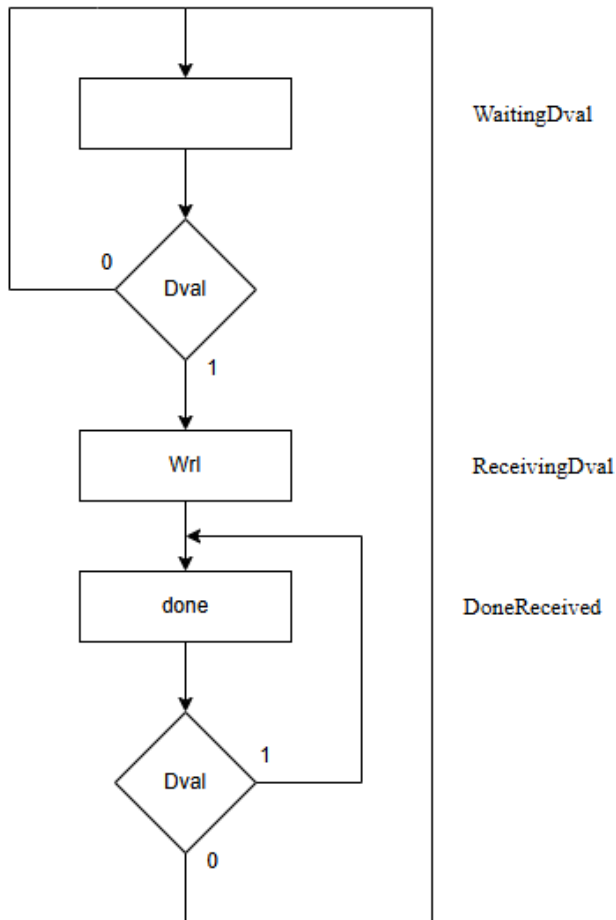 WaitingDval
0
Dval
1
Wrl
ReceivingDval
done
DoneReceived
Dval
1
0